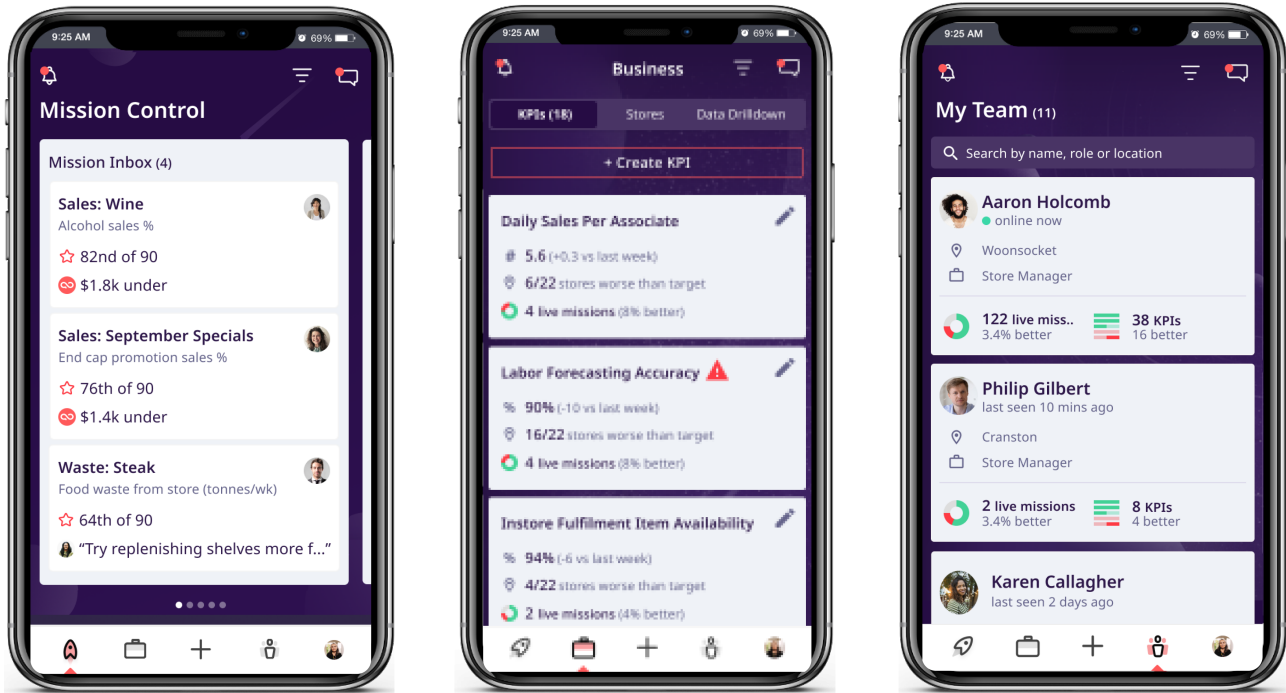 9:25 AM
69%
Mission Control
Mission Inbox (4)
Sales: Wine
Alcohol sales %
82nd of 90
$1.8k under
Sales: September Specials
End cap promotion sales %
76th of 90
$1.4k under
Waste: Steak
Food waste from store (tonnes/wk)
64th of 90
“Try replenishing shelves more f...”
9:25 AM
69%
Business
KPIs (18) Stores Data Drilldown
+ Create KPI
Daily Sales Per Associate
# 5.6 (+0.3 vs last week)
6/22 stores worse than target
4 live missions (8% better)
Labor Forecasting Accuracy
% 90% (-10 vs last week)
16/22 stores worse than target
4 live missions (8% better)
Instore Fulfilment Item Availability
% 94% (-6 vs last week)
4/22 stores worse than target
2 live missions (4% better)
9:25 AM
69%
My Team (11)
Search by name, role or location
Aaron Holcomb
online now
Woonsocket
Store Manager
122 live miss.. 38 KPIs
3.4% better 16 better
Philip Gilbert
last seen 10 mins ago
Cranston
Store Manager
2 live missions 8 KPIs
3.4% better 4 better
Karen Callagher
last seen 2 days ago